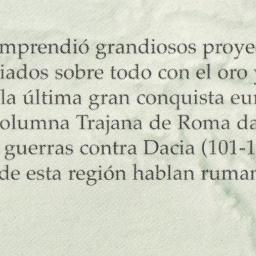 mprendió grandiosos proye
iados sobre todo con el oro y
la última gran conquista eu
olumna Trajana de Roma da
guerras contra Dacia (101-1
de esta región hablan ruma